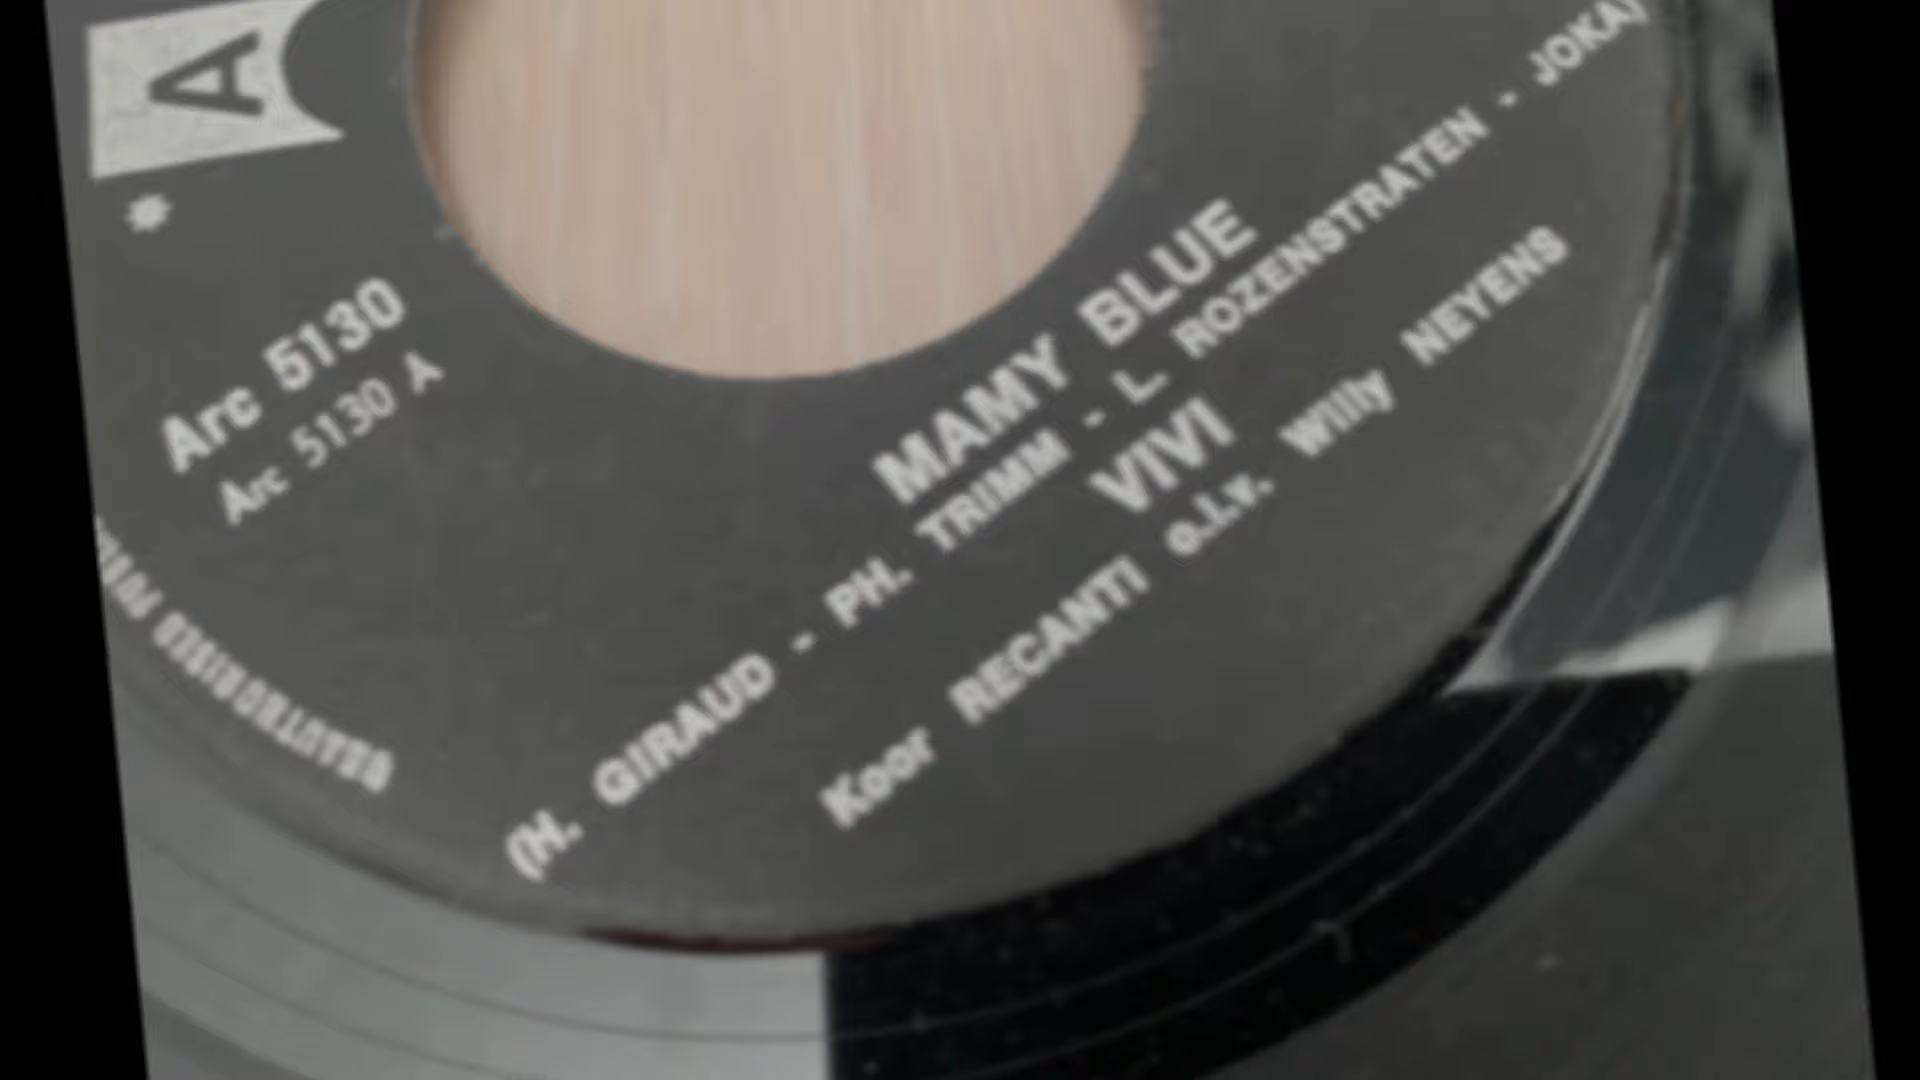 A
*
Arc 5130
Arc 5130 A
MAMY BLUE
(H. GIRAUD - PH. TRIMM - L. ROZENSTRATEN - JOKA)
VIVI
Koor RECANTI o.l.v. Willy NEYENS